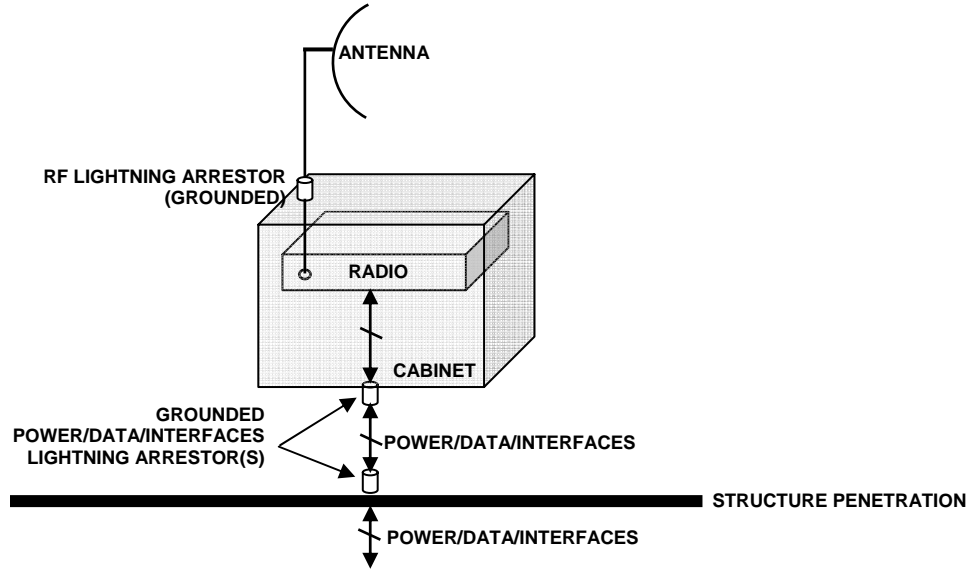 ANTENNA
RF LIGHTNING ARRESTOR
(GROUNDED)
RADIO
CABINET
GROUNDED
POWER/DATA/INTERFACES
LIGHTNING ARRESTOR(S)
POWER/DATA/INTERFACES
STRUCTURE PENETRATION
POWER/DATA/INTERFACES